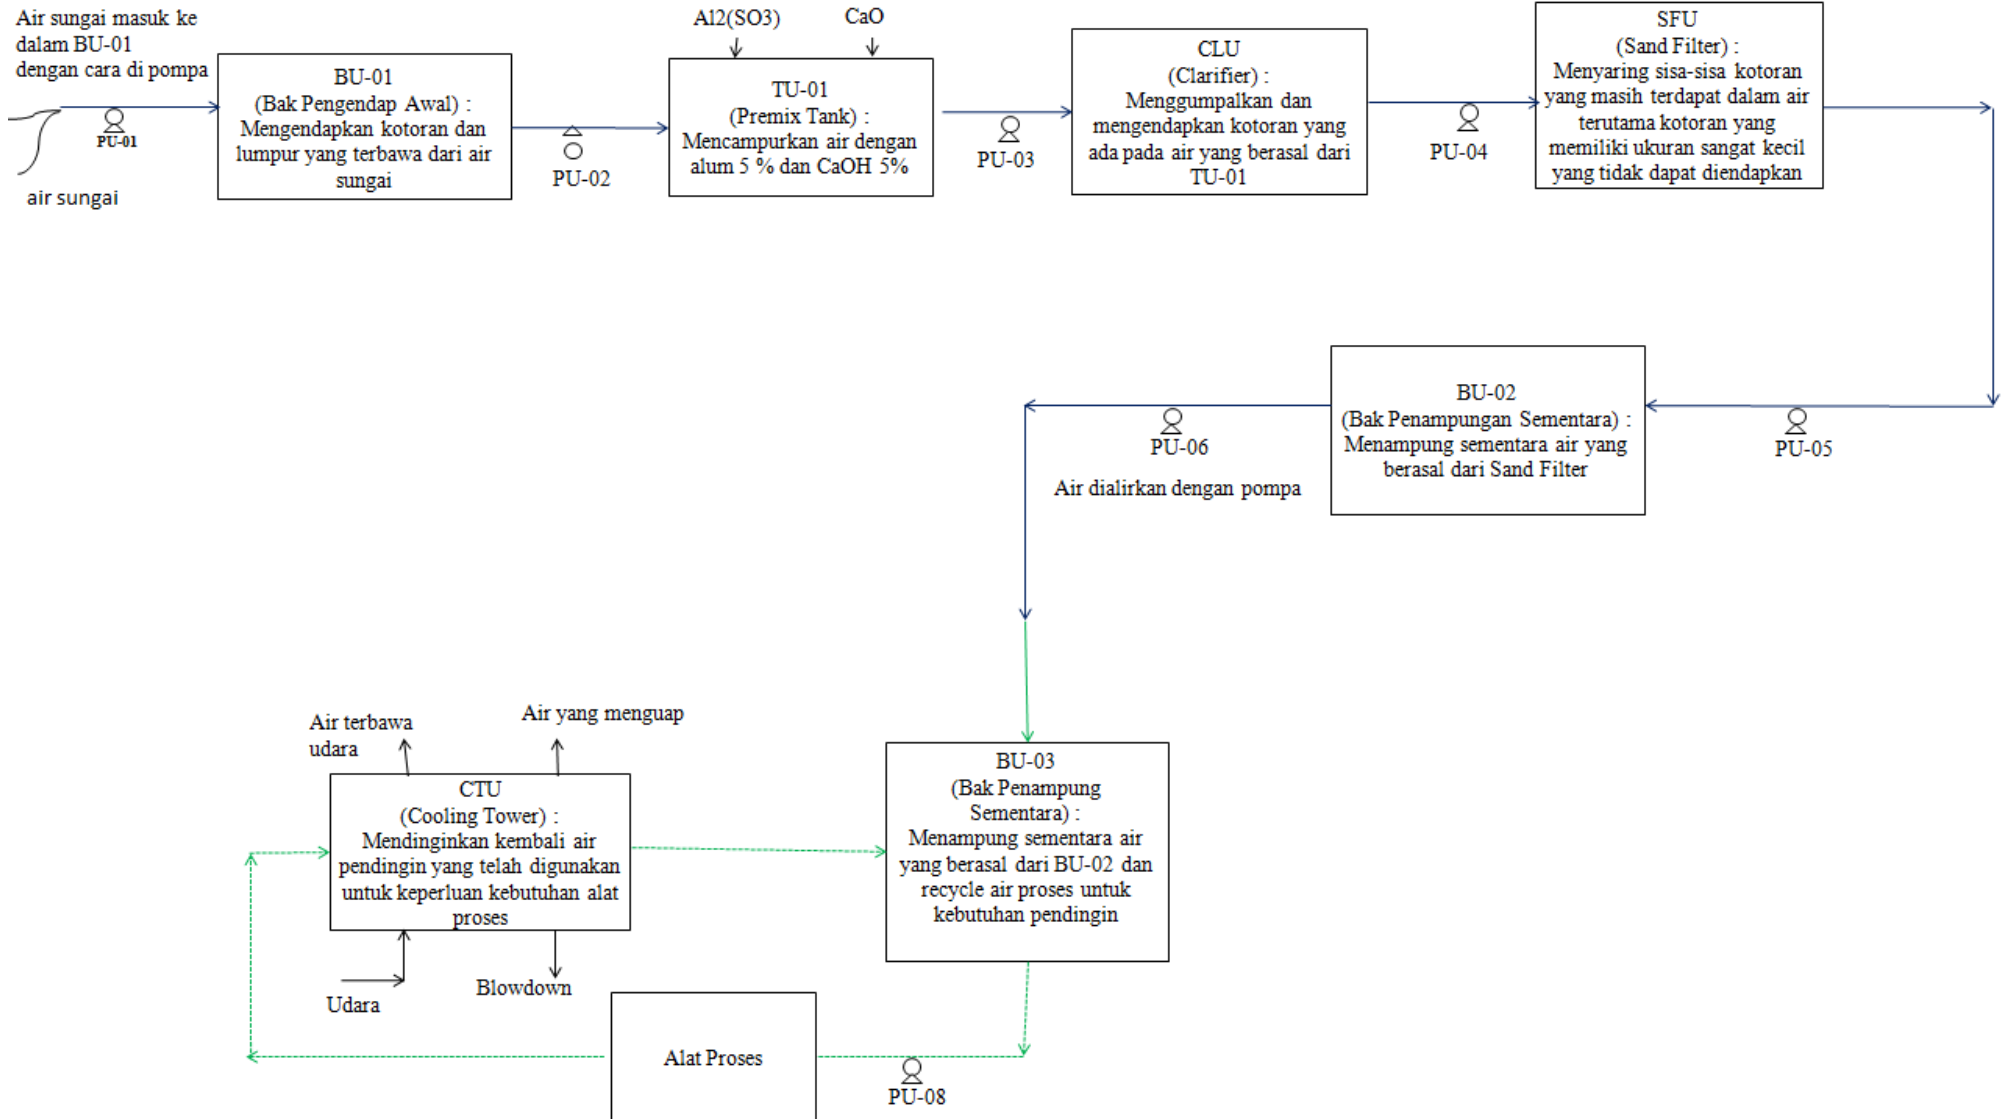 Air sungai masuk ke
dalam BU-01
dengan cara di pompa
PU-01
air sungai
BU-01
(Bak Pengendap Awal) :
Mengendapkan kotoran dan
lumpur yang terbawa dari air
sungai
PU-02
Al2(SO3)
CaO
TU-01
(Premix Tank) :
Mencampurkan air dengan
alum 5 % dan CaOH 5%
PU-03
CLU
(Clarifier) :
Menggumpalkan dan
mengendapkan kotoran yang
ada pada air yang berasal dari
TU-01
PU-04
SFU
(Sand Filter) :
Menyaring sisa-sisa kotoran
yang masih terdapat dalam air
terutama kotoran yang
memiliki ukuran sangat kecil
yang tidak dapat diendapkan
PU-05
BU-02
(Bak Penampungan Sementara) :
Menampung sementara air yang
berasal dari Sand Filter
PU-06
Air dialirkan dengan pompa
BU-03
(Bak Penampung
Sementara) :
Menampung sementara air
yang berasal dari BU-02 dan
recycle air proses untuk
kebutuhan pendingin
Air terbawa
udara
Air yang menguap
CTU
(Cooling Tower) :
Mendinginkan kembali air
pendingin yang telah digunakan
untuk keperluan kebutuhan alat
proses
Udara
Blowdown
Alat Proses
PU-08